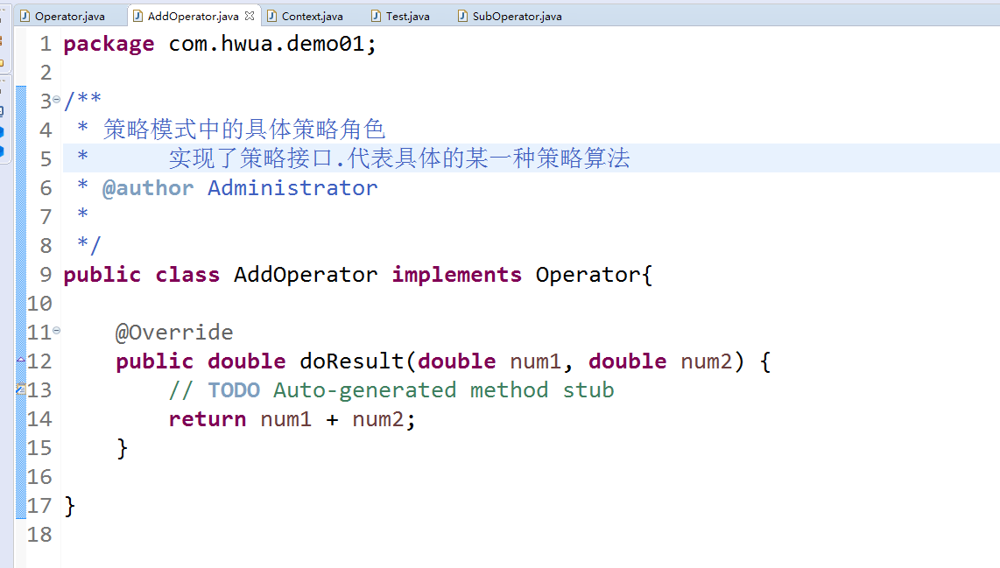 Operator.java AddOperator.java Context.java Test.java SubOperator.java
1 package com.hwua.demo01;
2
3 /**
4  * 策略模式中的具体策略角色
5  *     实现了策略接口.代表具体的某一种策略算法
6  * @author Administrator
7  *
8  */
9 public class AddOperator implements Operator{
10
11     @Override
12     public double doResult(double num1, double num2) {
13         // TODO Auto-generated method stub
14         return num1 + num2;
15     }
16
17 }
18